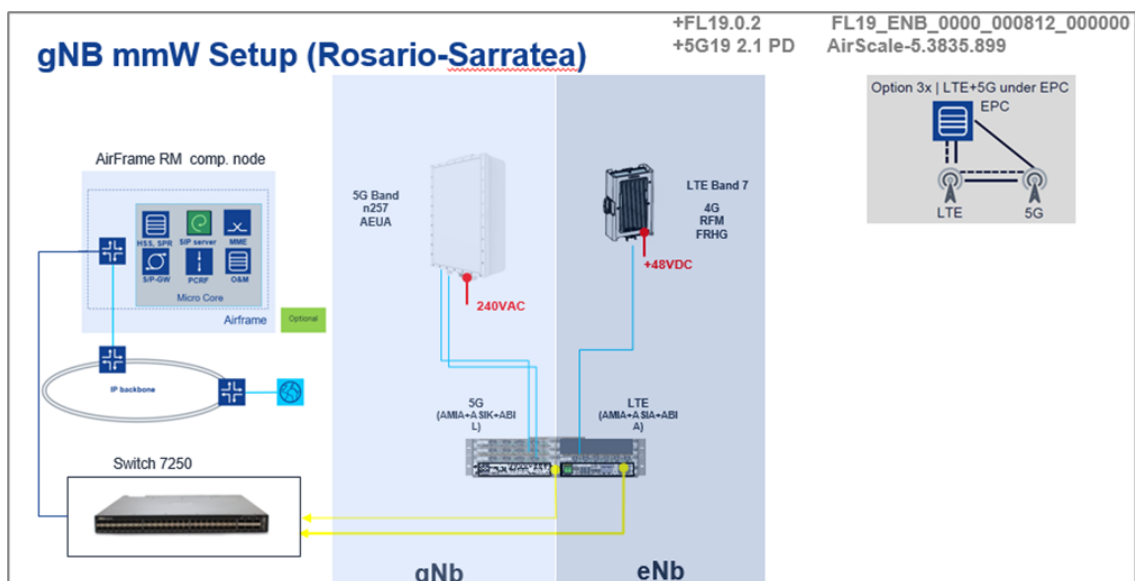 +FL19.0.2 FL19_ENB_0000_000812_000000
+5G19 2.1 PD AirScale-5.3835.899
gNB mmW Setup (Rosario-Sarratea)
Option 3x | LTE+5G under EPC
EPC
LTE 5G
AirFrame RM comp. node
HSS, SPR SIP server MME
S/P-GW PCRF O&M
Micro Core
Airframe
Optional
IP backbone
Switch 7250
5G Band
n257
AEUA
240VAC
LTE Band 7
4G
RFM
FRHG
+48VDC
5G
(AMIA+ASIK+ABI
L)
LTE
(AMIA+ASIA+ABI
A)
gNb eNb